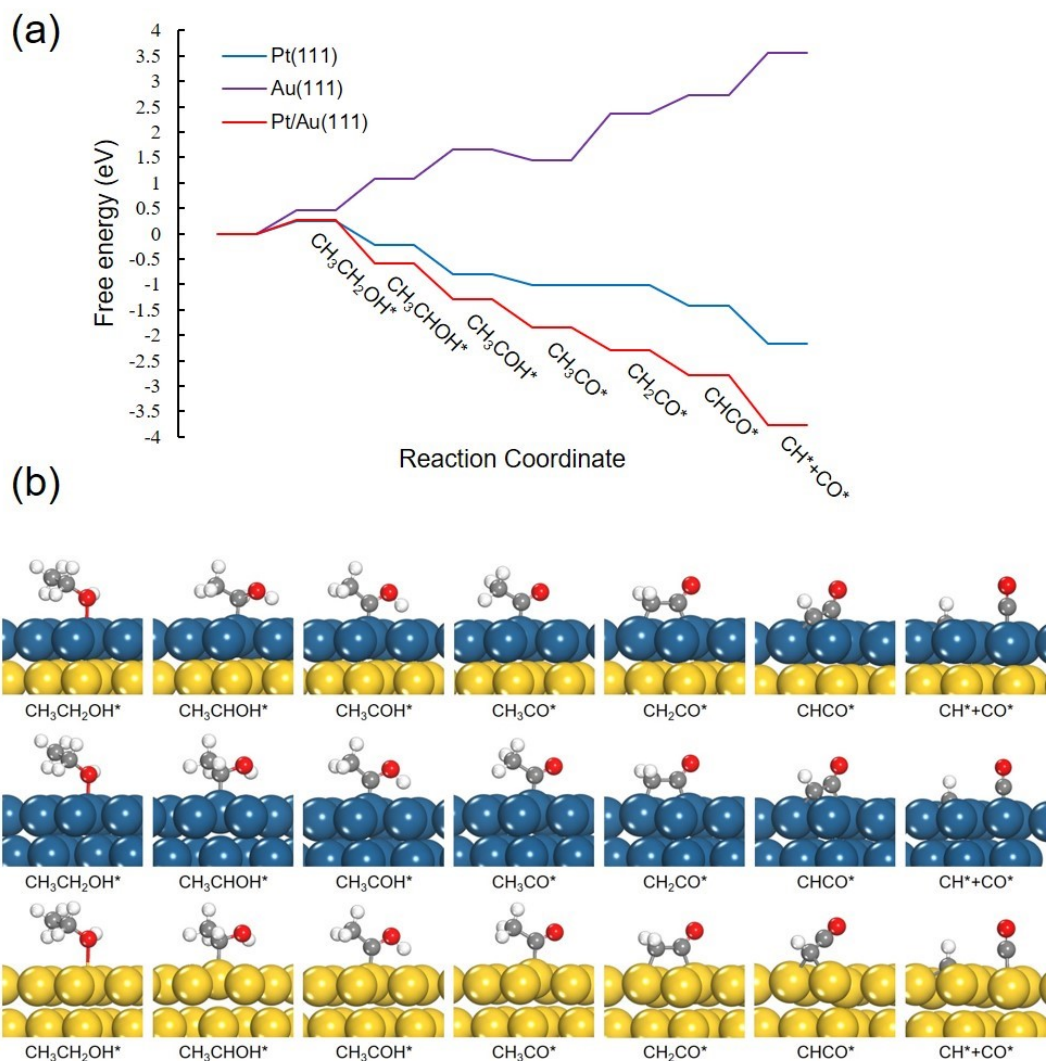 (a)
Pt(111)
Au(111)
Pt/Au(111)
Free energy (eV)
4
3.5
3
2.5
2
1.5
1
0.5
0
-0.5
-1
-1.5
-2
-2.5
-3
-3.5
-4
CH₃CH₂OH*
CH₃CHOH*
CH₃COH*
CH₃CO*
CH₂CO*
CHCO*
CH*+CO*
Reaction Coordinate
(b)
CH₃CH₂OH* CH₃CHOH* CH₃COH* CH₃CO* CH₂CO* CHCO* CH*+CO*
CH₃CH₂OH* CH₃CHOH* CH₃COH* CH₃CO* CH₂CO* CHCO* CH*+CO*
CH₃CH₂OH* CH₃CHOH* CH₃COH* CH₃CO* CH₂CO* CHCO* CH*+CO*